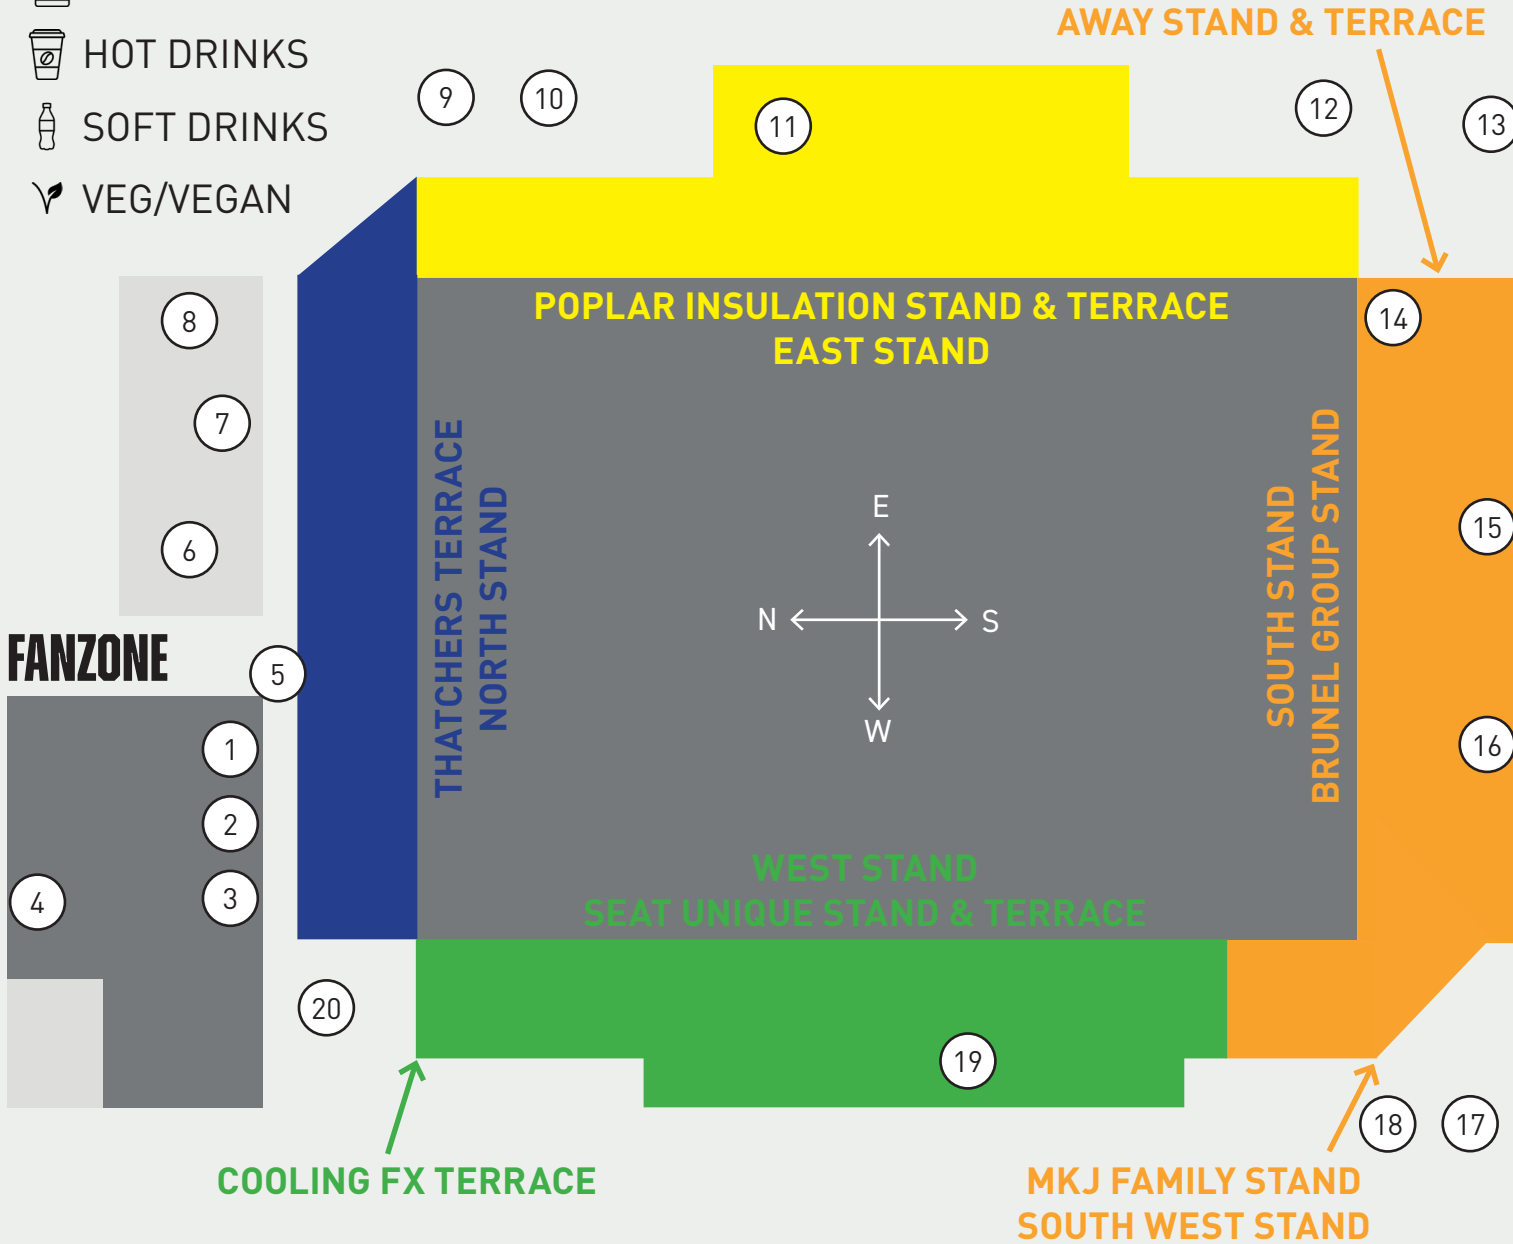 AWAY STAND & TERRACE
HOT DRINKS
SOFT DRINKS
VEG/VEGAN
9
10
11
12
13
POPLAR INSULATION STAND & TERRACE
EAST STAND
14
8
7
6
15
16
THATCHERS TERRACE
NORTH STAND
E
N
S
W
SOUTH STAND
BRUNEL GROUP STAND
FANZONE
5
1
2
3
4
WEST STAND
SEAT UNIQUE STAND & TERRACE
20
19
18
17
COOLING FX TERRACE
MKJ FAMILY STAND
SOUTH WEST STAND